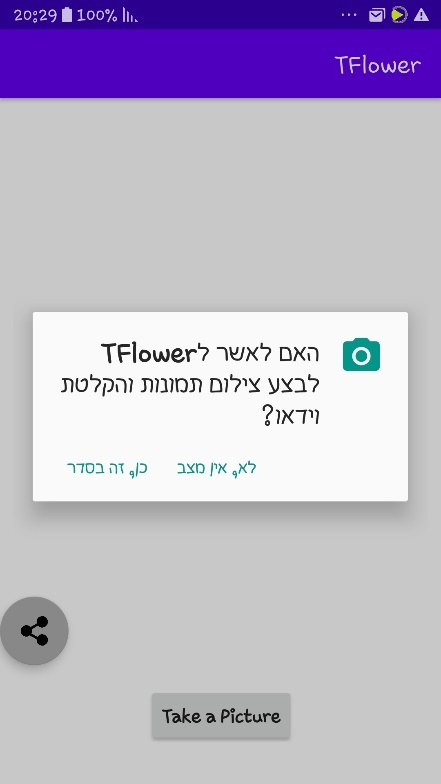 20:29 100%
TFlower
האם לאשר לTFlower
לבצע צילום תמונות והקלטת
וידאו?
לא, אין מצב
כן, זה בסדר
Take a Picture